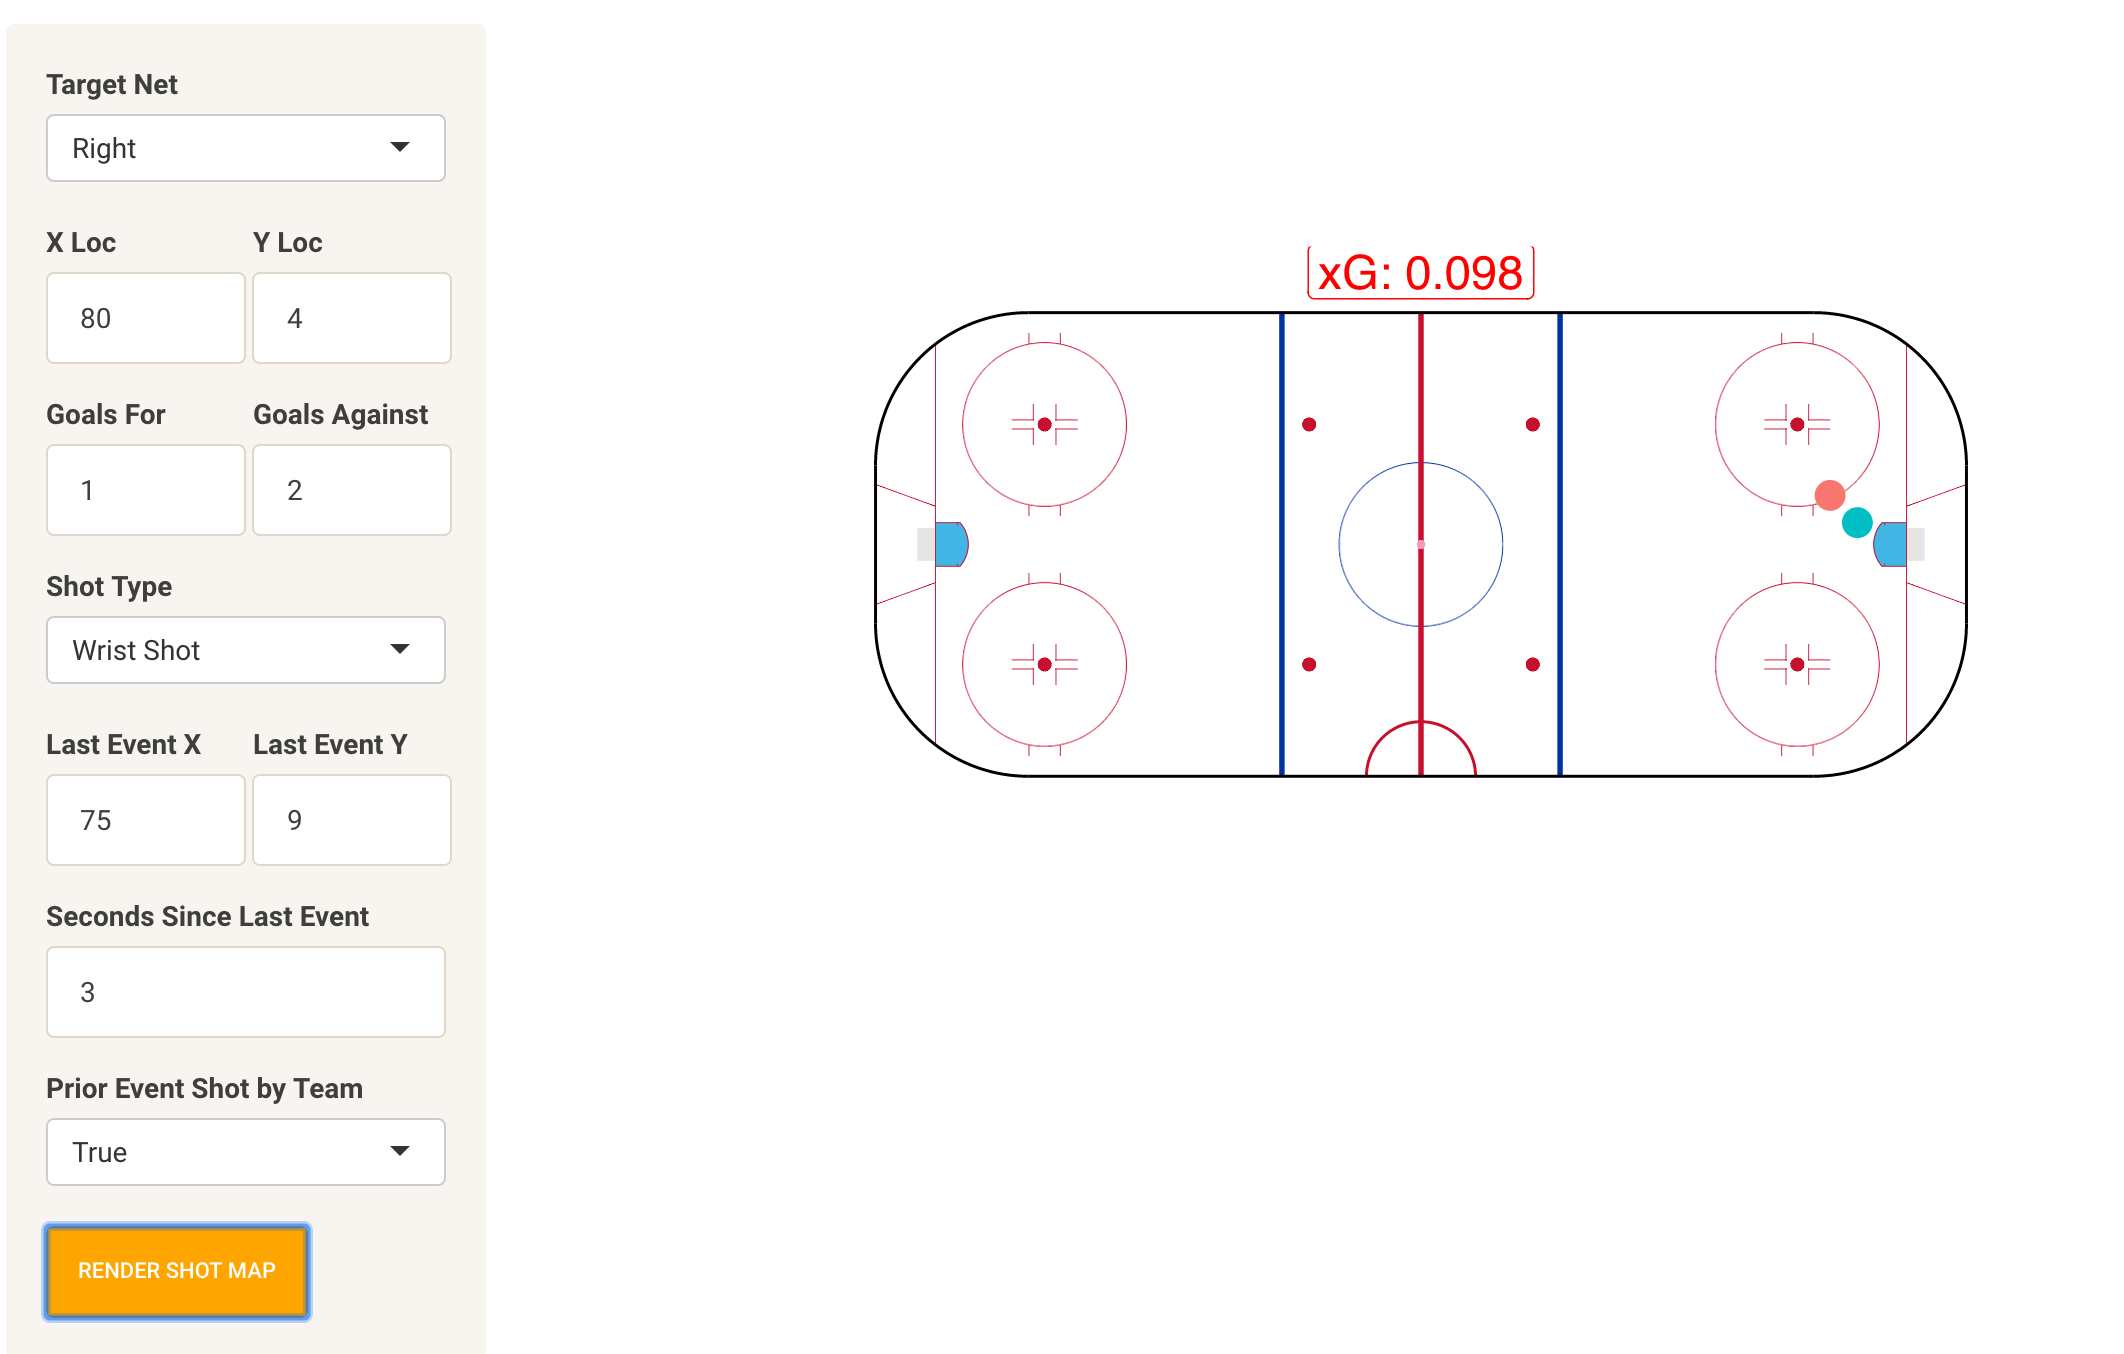 Target Net
Right
X Loc Y Loc
80 4
Goals For Goals Against
1 2
Shot Type
Wrist Shot
Last Event X Last Event Y
75 9
Seconds Since Last Event
3
Prior Event Shot by Team
True
RENDER SHOT MAP
xG: 0.098